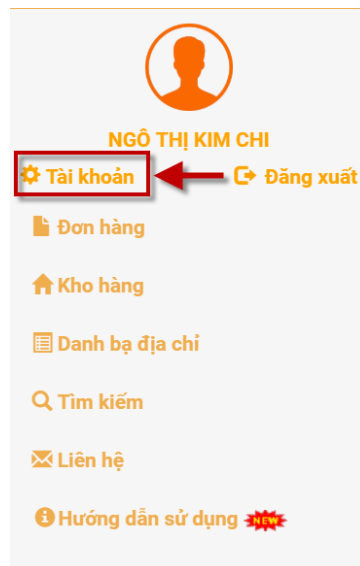 NGÔ THỊ KIM CHI
Tài khoản Đăng xuất
Đơn hàng
Kho hàng
Danh bạ địa chỉ
Tìm kiếm
Liên hệ
Hướng dẫn sử dụng NEW